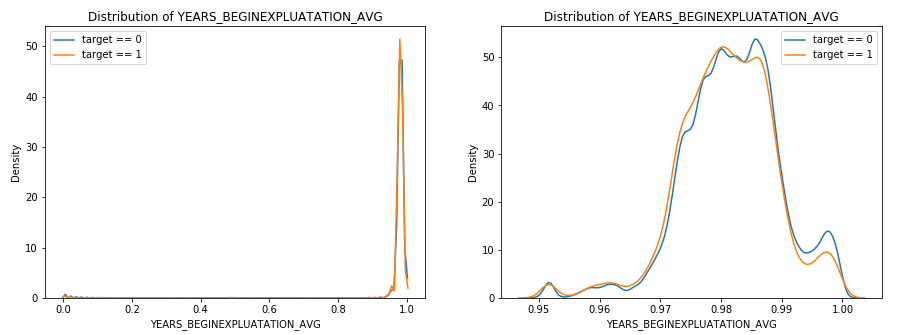 Distribution of YEARS_BEGINEXPLUATATION_AVG
target == 0
target == 1
50
40
30
20
10
0
Density
0.0
0.2
0.4
0.6
0.8
1.0
YEARS_BEGINEXPLUATATION_AVG
Distribution of YEARS_BEGINEXPLUATATION_AVG
target == 0
target == 1
50
40
30
20
10
0
Density
0.95
0.96
0.97
0.98
0.99
1.00
YEARS_BEGINEXPLUATATION_AVG